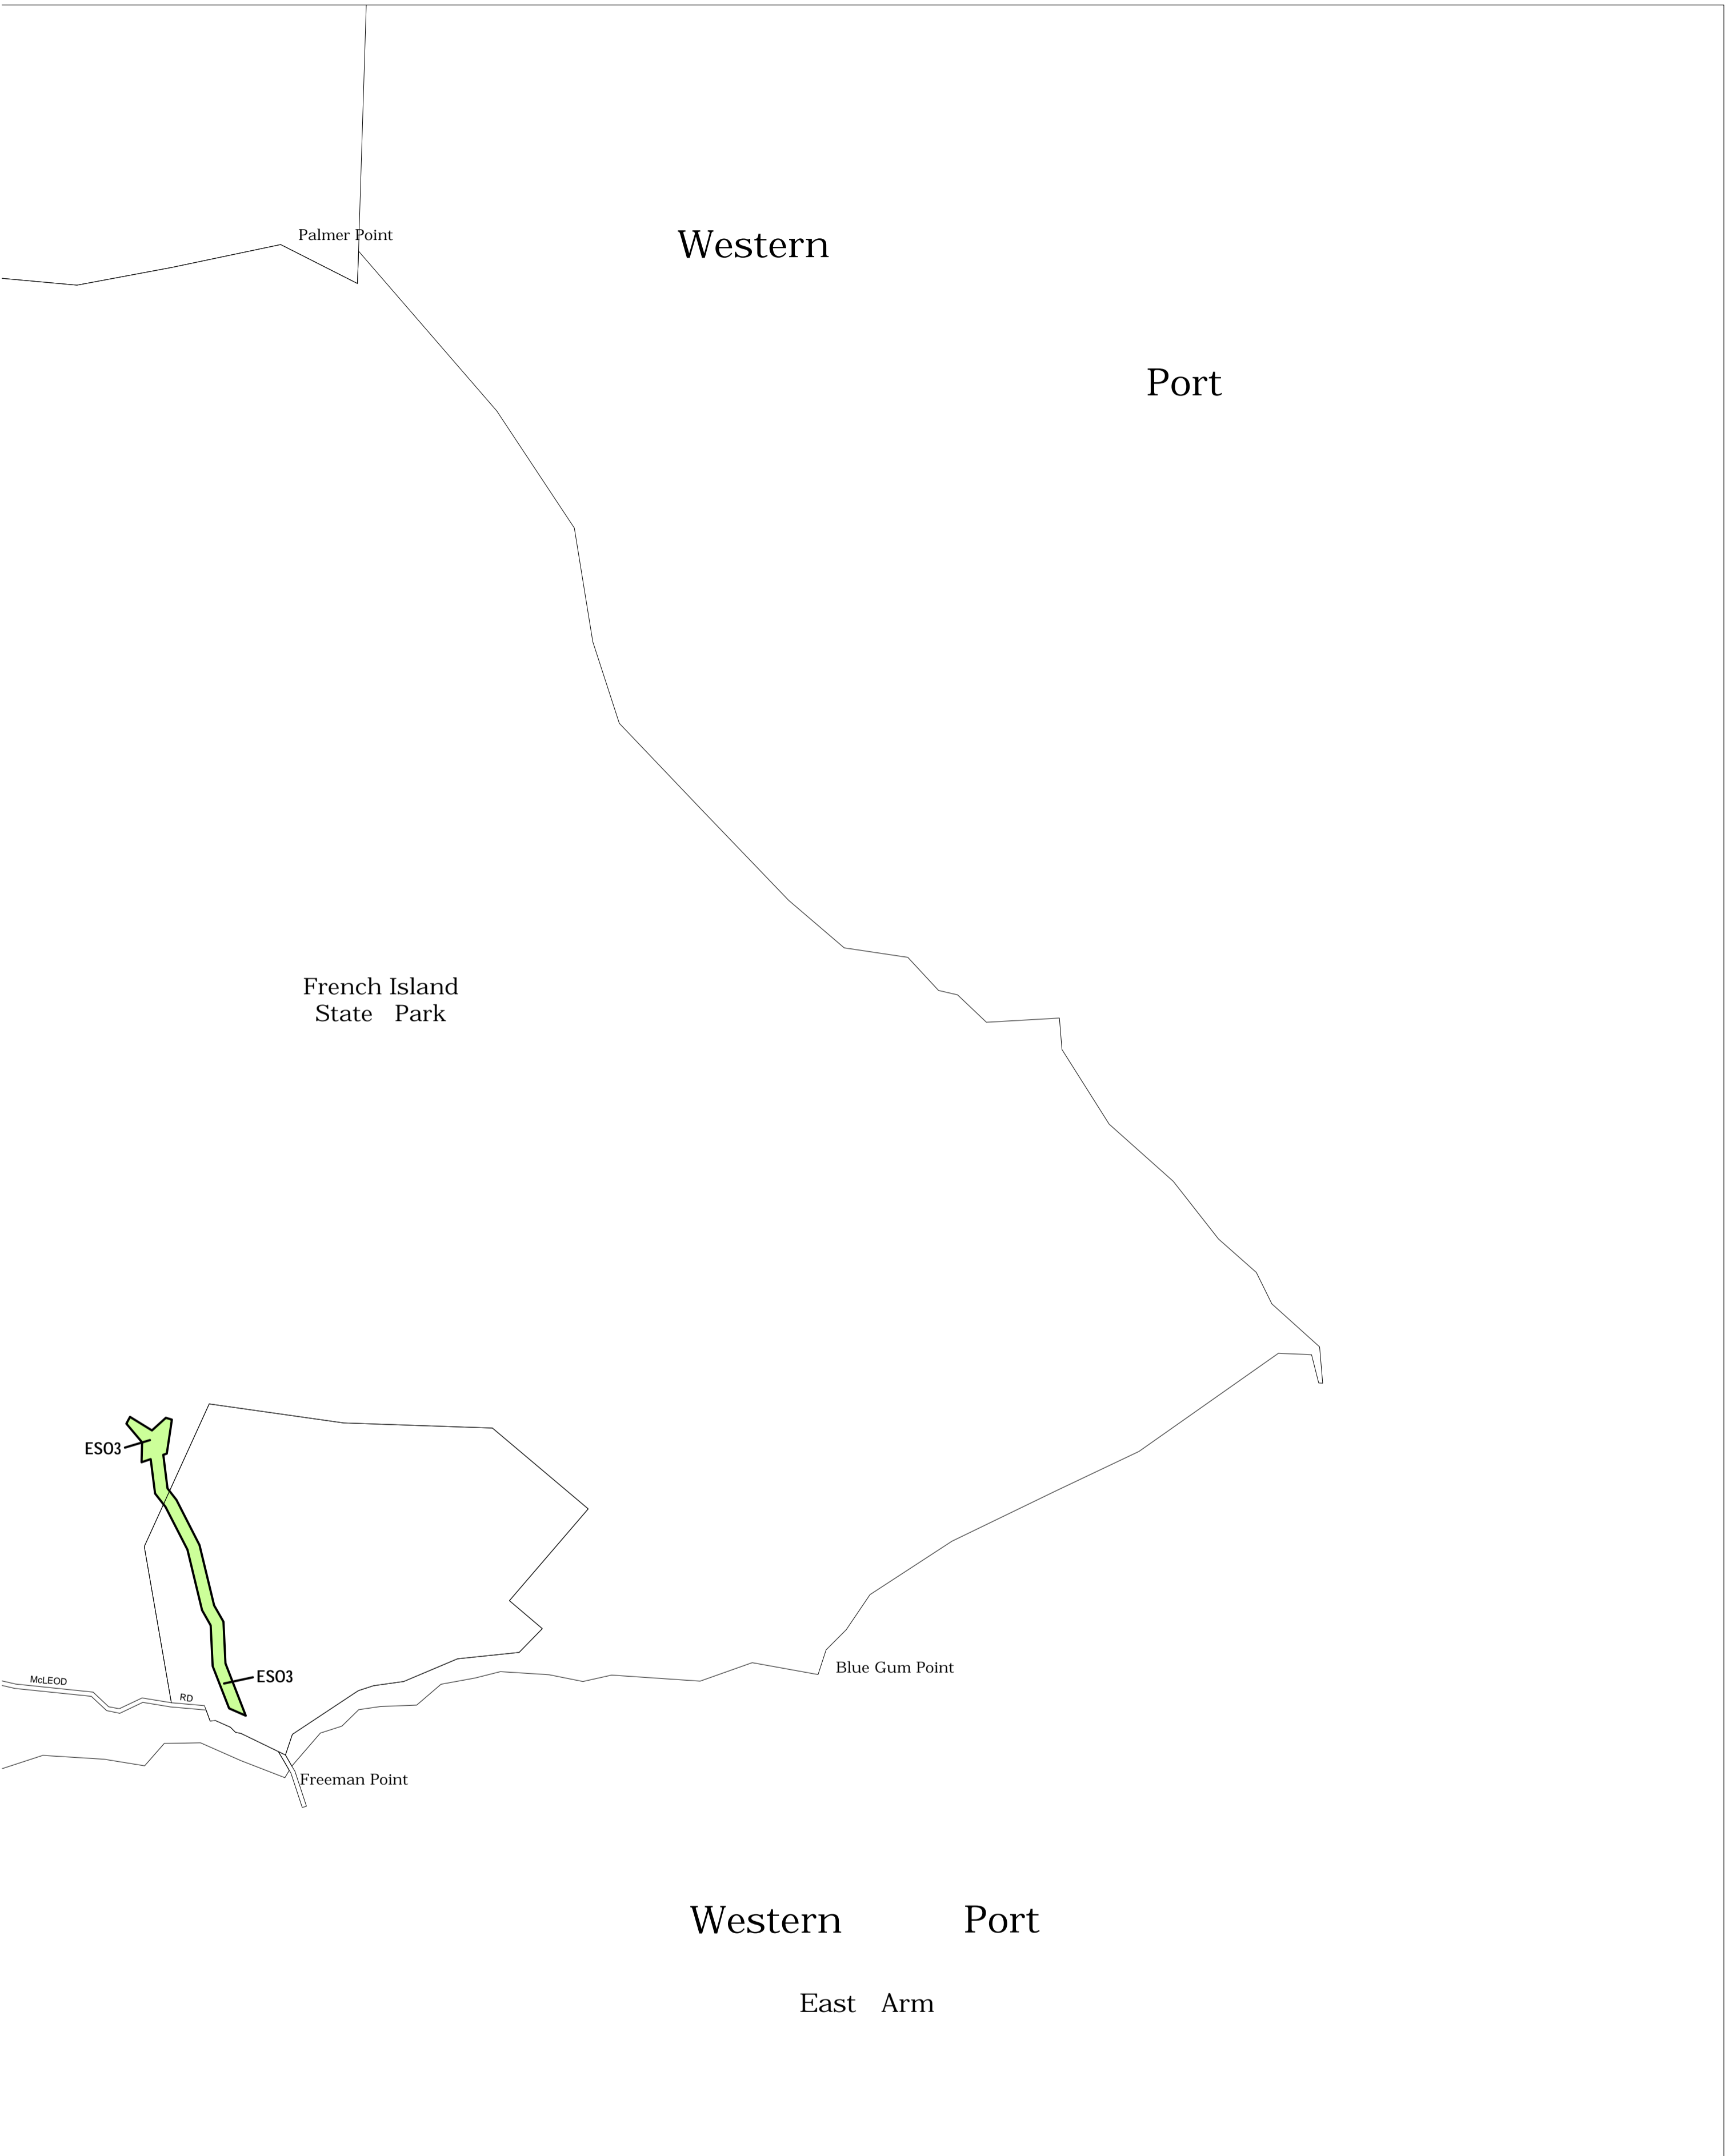 Palmer Point
Western
Port
French Island
State Park
ESO3
ESO3
McLEOD
RD
Blue Gum Point
Freeman Point
Western Port
East Arm